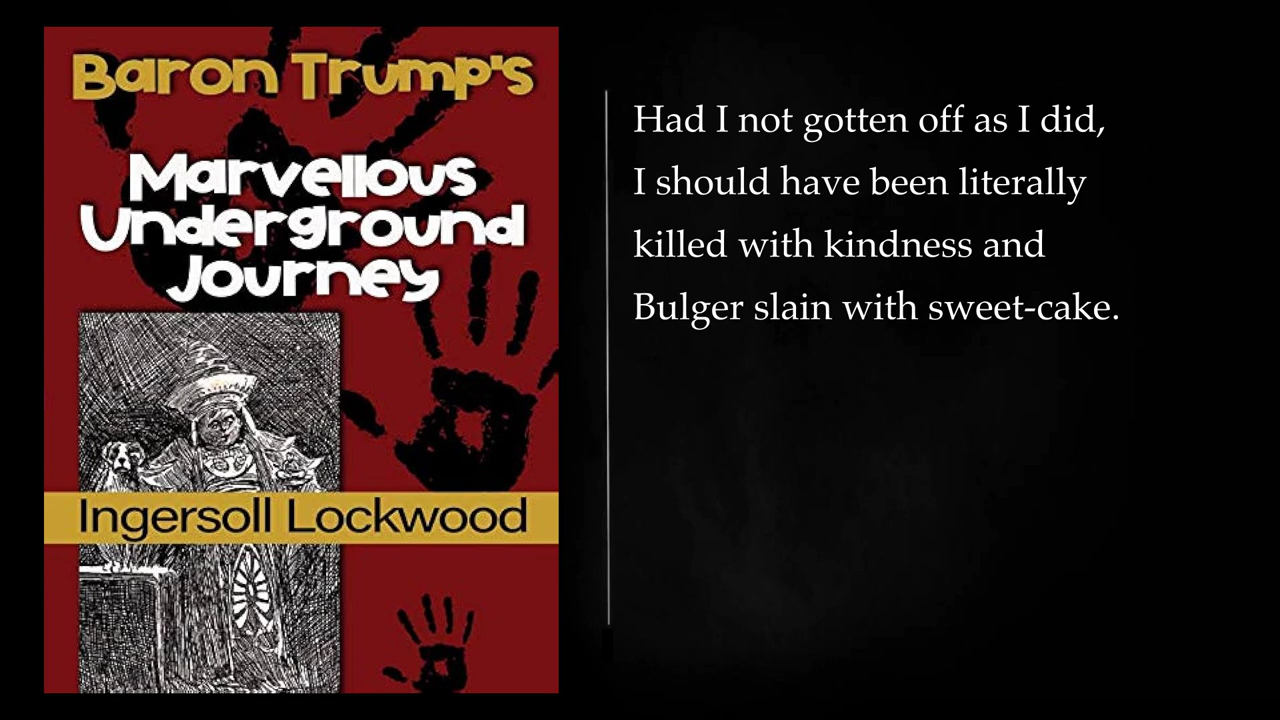 Baron Trump's
Marvellous
Underground
Journey
Ingersoll Lockwood
Had I not gotten off as I did,
I should have been literally
killed with kindness and
Bulger slain with sweet-cake.